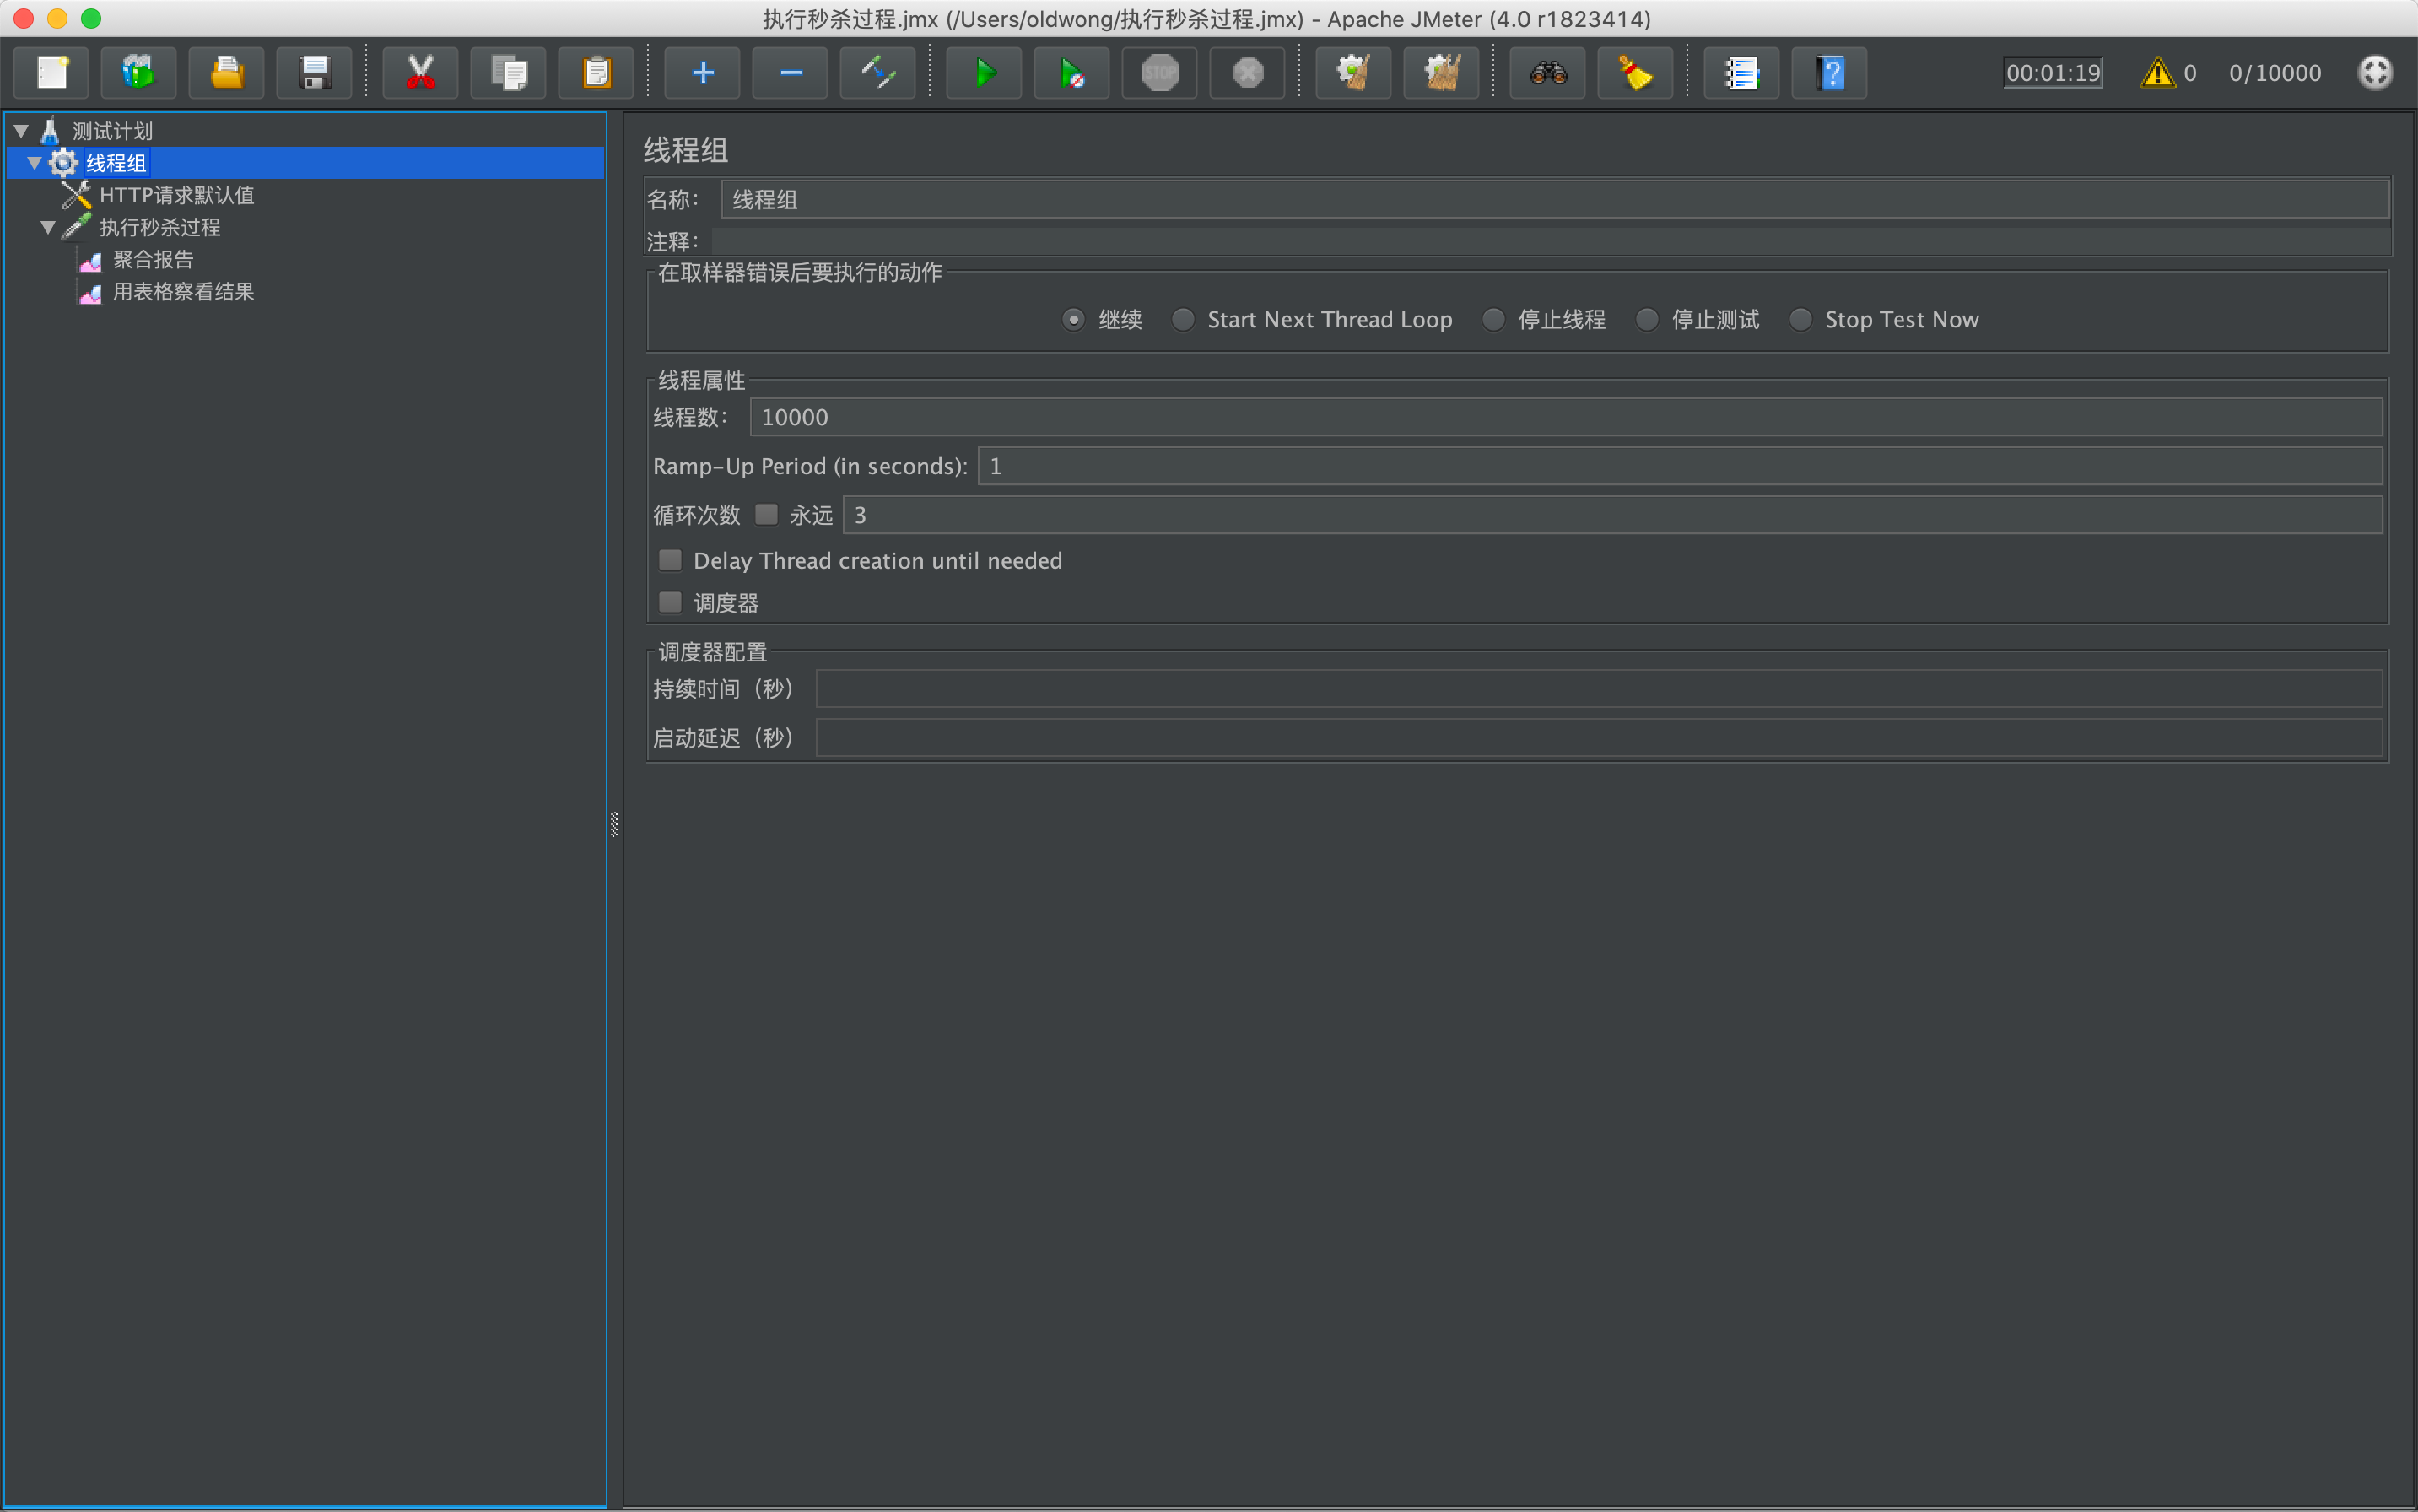 执行秒杀过程.jmx (/Users/oldwong/执行秒杀过程.jmx) - Apache JMeter (4.0 r1823414)
STOP
00:01:19
0
0/10000
测试计划
线程组
HTTP请求默认值
执行秒杀过程
聚合报告
用表格察看结果
线程组
名称： 线程组
注释：
在取样器错误后要执行的动作
继续 Start Next Thread Loop 停止线程 停止测试 Stop Test Now
线程属性
线程数： 10000
Ramp-Up Period (in seconds): 1
循环次数 永远 3
Delay Thread creation until needed
调度器
调度器配置
持续时间（秒）
启动延迟（秒）